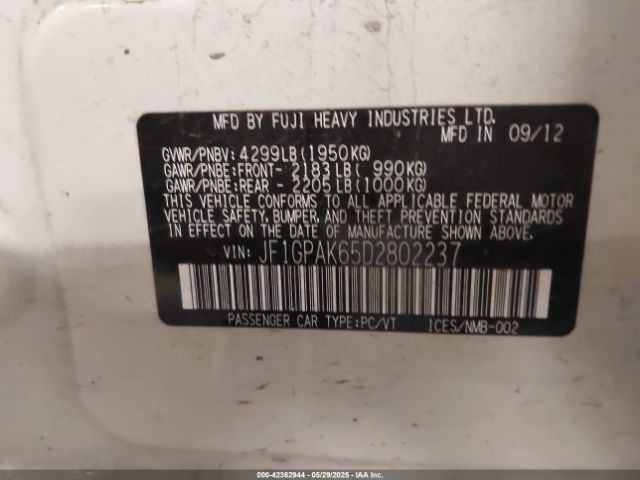 MFD BY FUJI HEAVY INDUSTRIES LTD.
MFD IN 09/12
GVWR/PNBV: 4299LB(1950KG)
GAWR/PNBE:FRONT- 2183LB( 990KG)
GAWR/PNBE:REAR - 2205LB(1000KG)
THIS VEHICLE CONFORMS TO ALL APPLICABLE FEDERAL MOTOR
VEHICLE SAFETY, BUMPER, AND THEFT PREVENTION STANDARDS
IN EFFECT ON THE DATE OF MANUFACTURE SHOWN ABOVE.
VIN: JF1GPAK65D2802237
PASSENGER CAR TYPE:PC/VT ICES/NMB-002
000-42362944 - 05/29/2025 - IAA Inc.